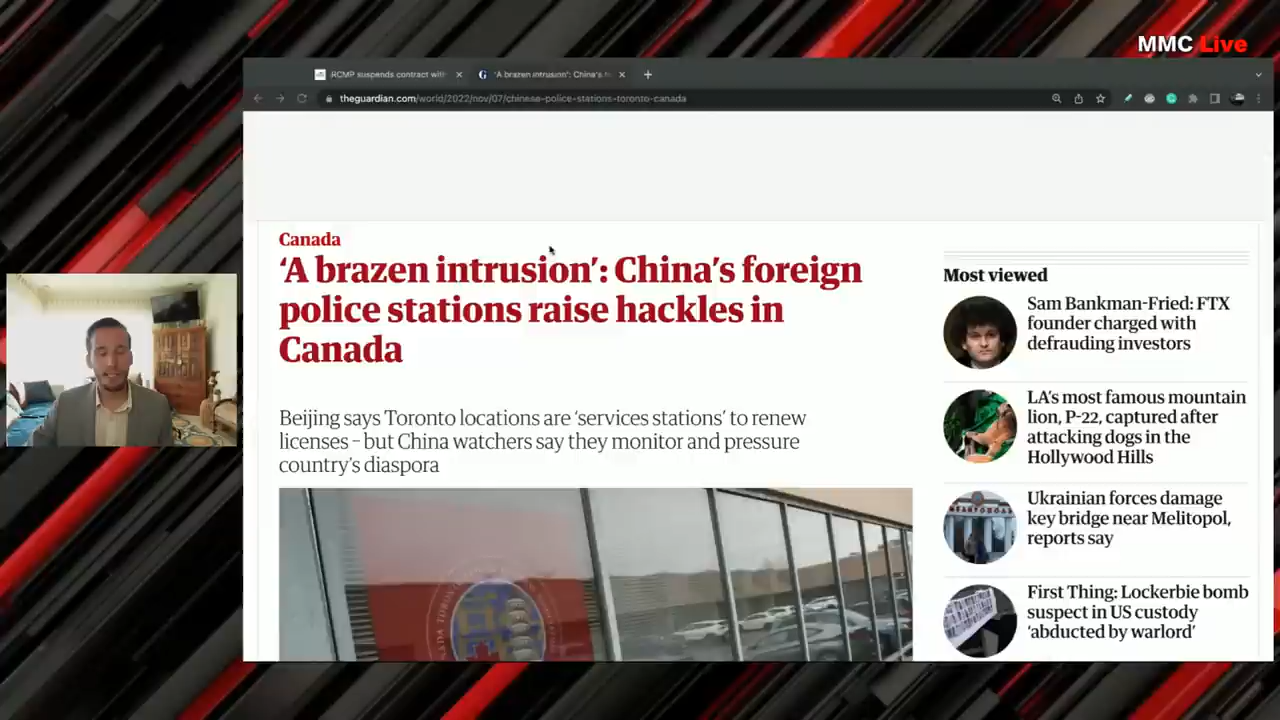 MMC Live
RCMP suspends contract with
'A brazen intrusion': China's f
theguardian.com/world/2022/nov/07/chinese-police-stations-toronto-canada
Canada
'A brazen intrusion': China's foreign
police stations raise hackles in
Canada
Beijing says Toronto locations are 'services stations' to renew
licenses – but China watchers say they monitor and pressure
country's diaspora
Most viewed
Sam Bankman-Fried: FTX
founder charged with
defrauding investors
LA's most famous mountain
lion, P-22, captured after
attacking dogs in the
Hollywood Hills
Ukrainian forces damage
key bridge near Melitopol,
reports say
First Thing: Lockerbie bomb
suspect in US custody
'abducted by warlord'